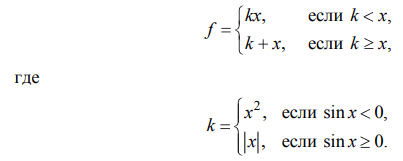 f = { kx, если k < x,
k + x, если k ≥ x,
где
k = { x², если sin x < 0,
|x|, если sin x ≥ 0.